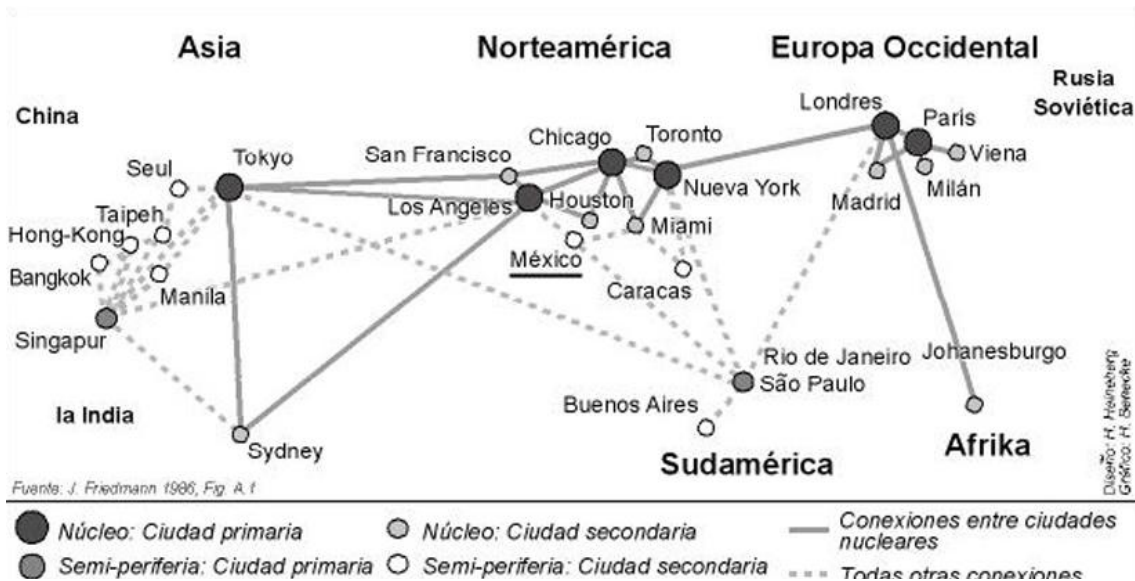 Asia
Norteamérica
Europa Occidental
Rusia
Soviética
China
Londres
París
Chicago
Toronto
Tokyo
San Francisco
Viena
Seul
Nueva York
Milán
Madrid
Los Angeles
Houston
Taipeh
Miami
Hong-Kong
México
Bangkok
Caracas
Manila
Singapur
Rio de Janeiro
São Paulo
Johanesburgo
Buenos Aires
la India
Sydney
Sudamérica
Afrika
Diseño: H. Heineberg
Gráfico: H. Benecke
Fuente: J. Friedmann 1986, Fig. A.1
Núcleo: Ciudad primaria
Núcleo: Ciudad secondaria
Conexiones entre ciudades
nucleares
Semi-periferia: Ciudad primaria
Semi-periferia: Ciudad secundaria
Todas otras conexiones